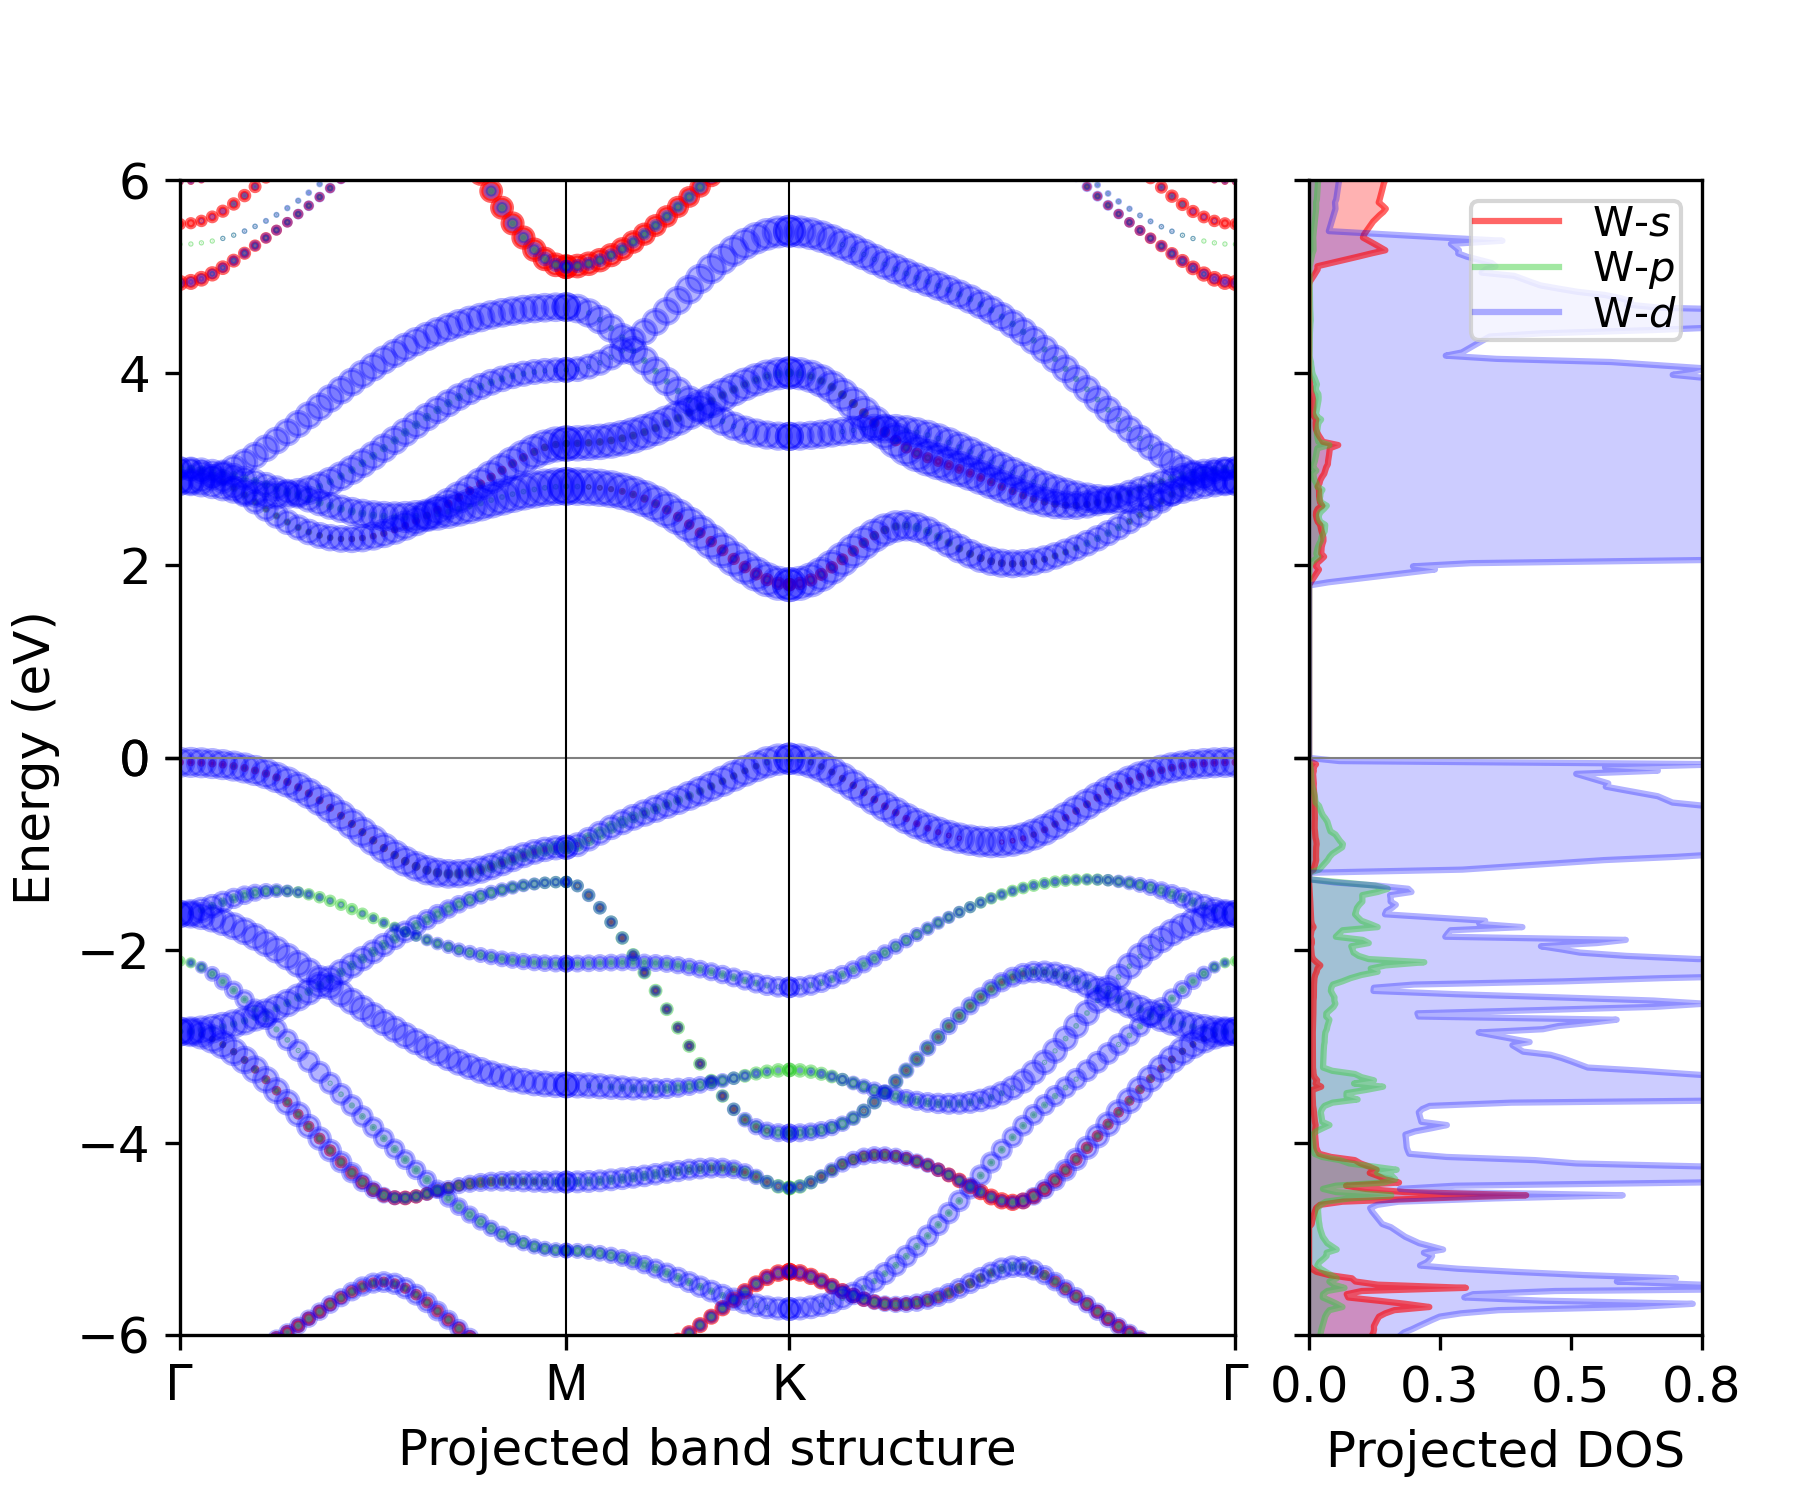 6
4
2
0
−2
−4
−6
Energy (eV)
Γ
M
K
Γ
Projected band structure
W-s
W-p
W-d
0.0
0.3
0.5
0.8
Projected DOS